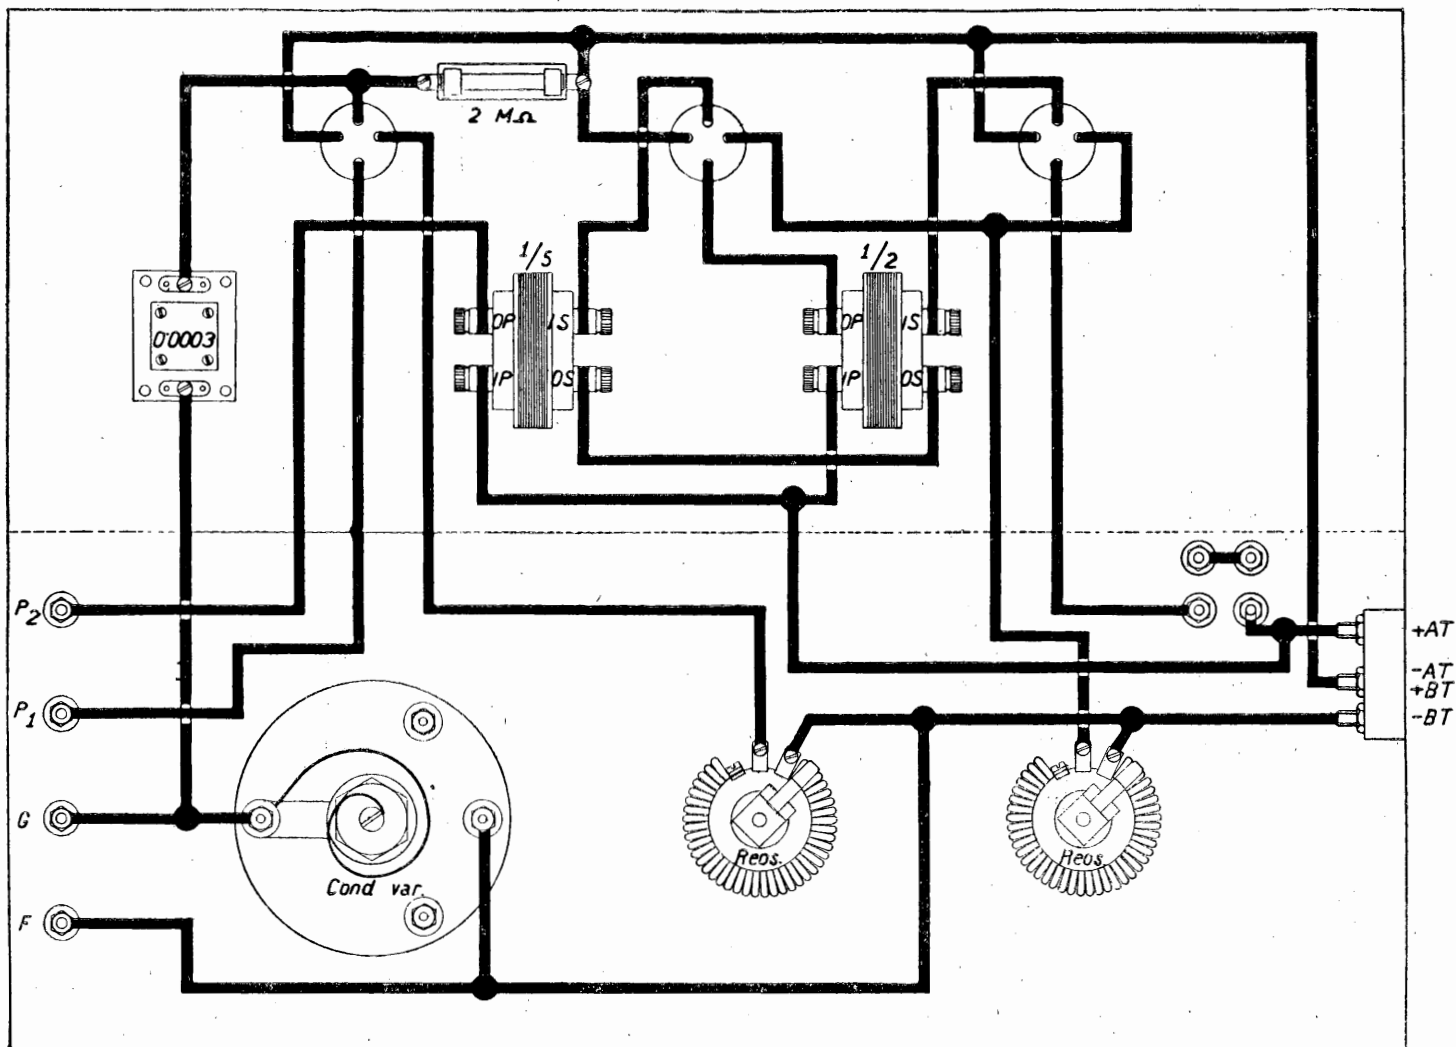 2 MΩ
1/5
1/2
0'0003
OP
IS
OP
IS
IP
OS
IP
OS
P2
P1
G
F
+AT
-AT
+BT
-BT
Cond var.
Reos.
Reos.